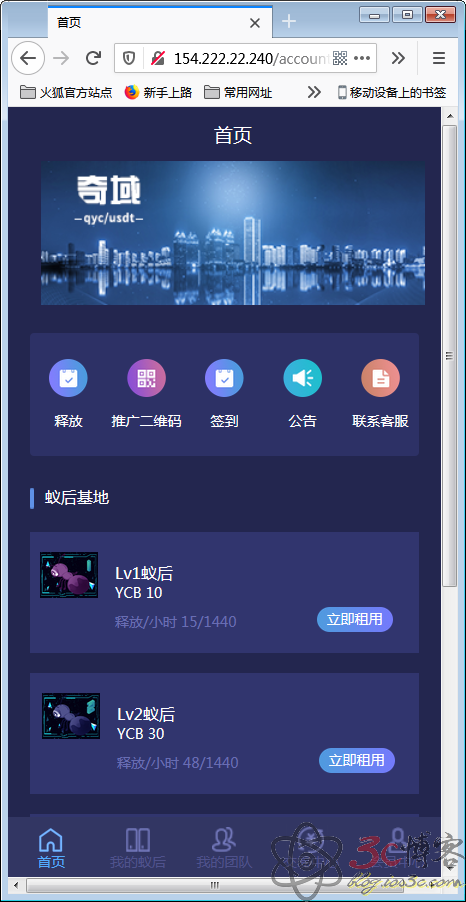 首页
154.222.22.240/accoun
火狐官方站点
新手上路
常用网址
移动设备上的书签
首页
奇域
–qyc/usdt–
释放
推广二维码
签到
公告
联系客服
蚁后基地
Lv1蚁后
YCB 10
释放/小时 15/1440
立即租用
Lv2蚁后
YCB 30
释放/小时 48/1440
立即租用
首页
我的蚁后
我的团队
3c博客
blog.ios3c.com